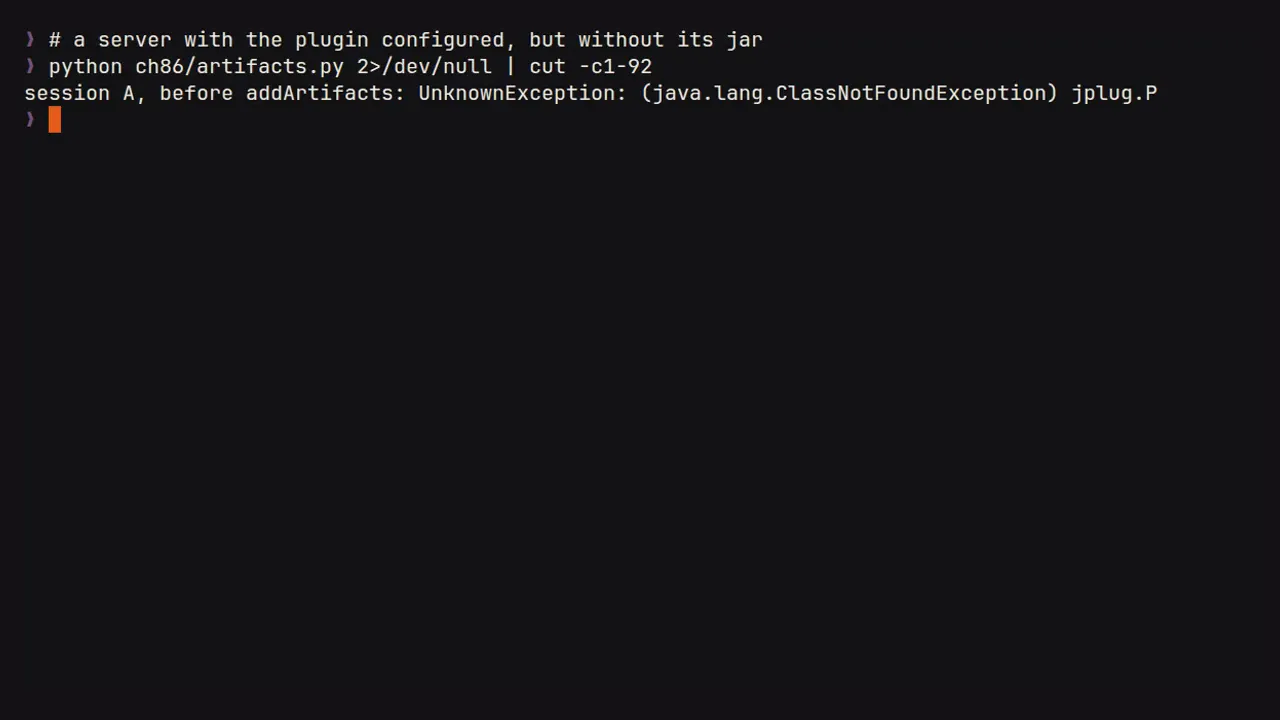 ❯ # a server with the plugin configured, but without its jar
❯ python ch86/artifacts.py 2>/dev/null | cut -c1-92
session A, before addArtifacts: UnknownException: (java.lang.ClassNotFoundException) jplug.P
❯